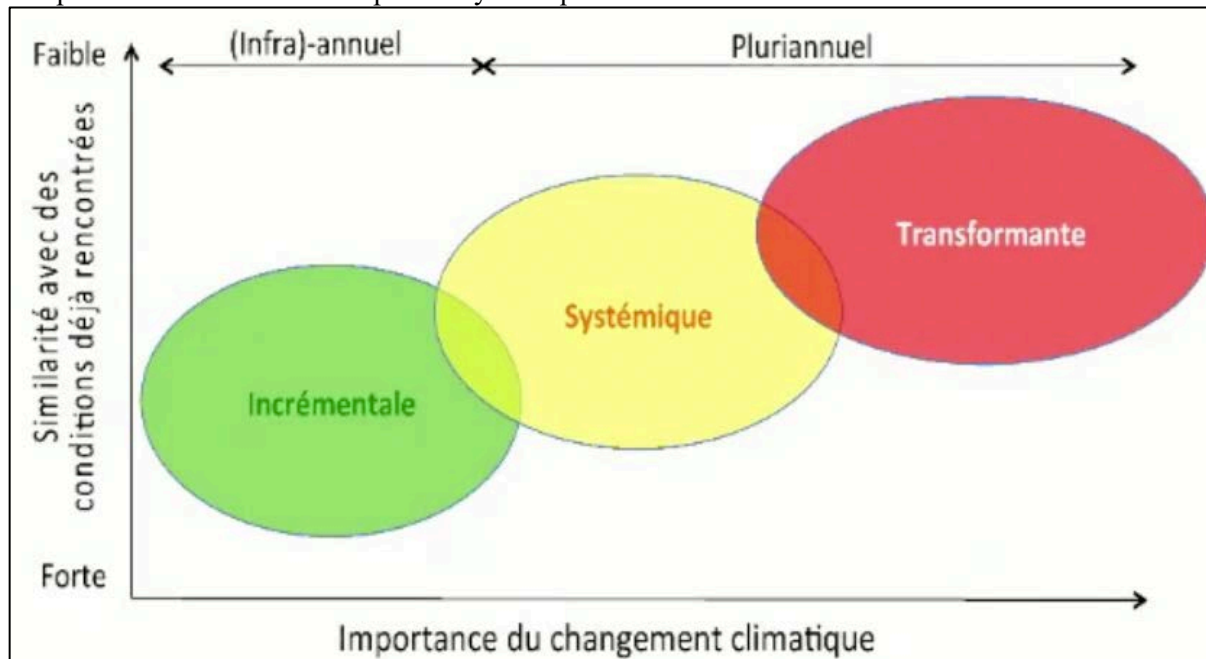 (Infra)-annuel
Pluriannuel
Faible
Similarité avec des
conditions déjà rencontrées
Transformante
Systémique
Incrémentale
Forte
Importance du changement climatique